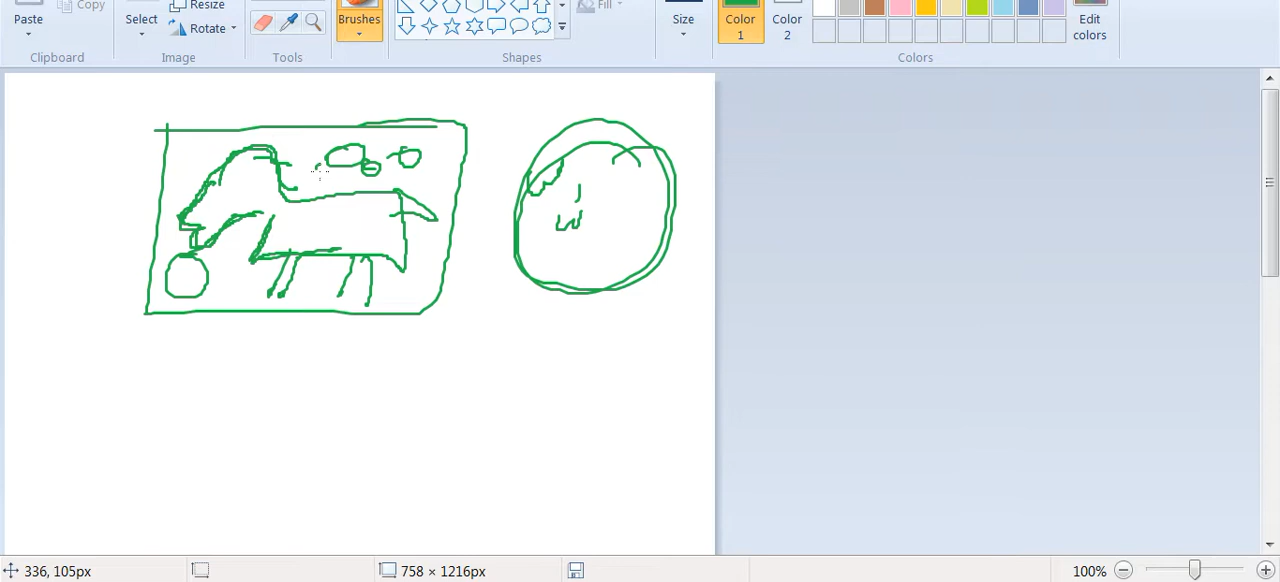 Paste
Copy
Clipboard
Select
Resize
Rotate
Image
Tools
Brushes
Shapes
Fill
Size
Color 1
Color 2
Edit colors
Colors
336, 105px
758 × 1216px
100%